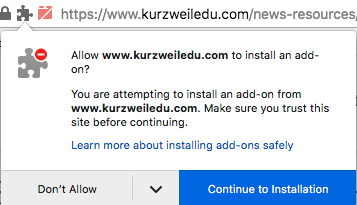 https://www.kurzweiledu.com/news-resources/
Allow www.kurzweiledu.com to install an add-
on?
You are attempting to install an add-on from
www.kurzweiledu.com. Make sure you trust this
site before continuing.
Learn more about installing add-ons safely
Don't Allow
Continue to Installation